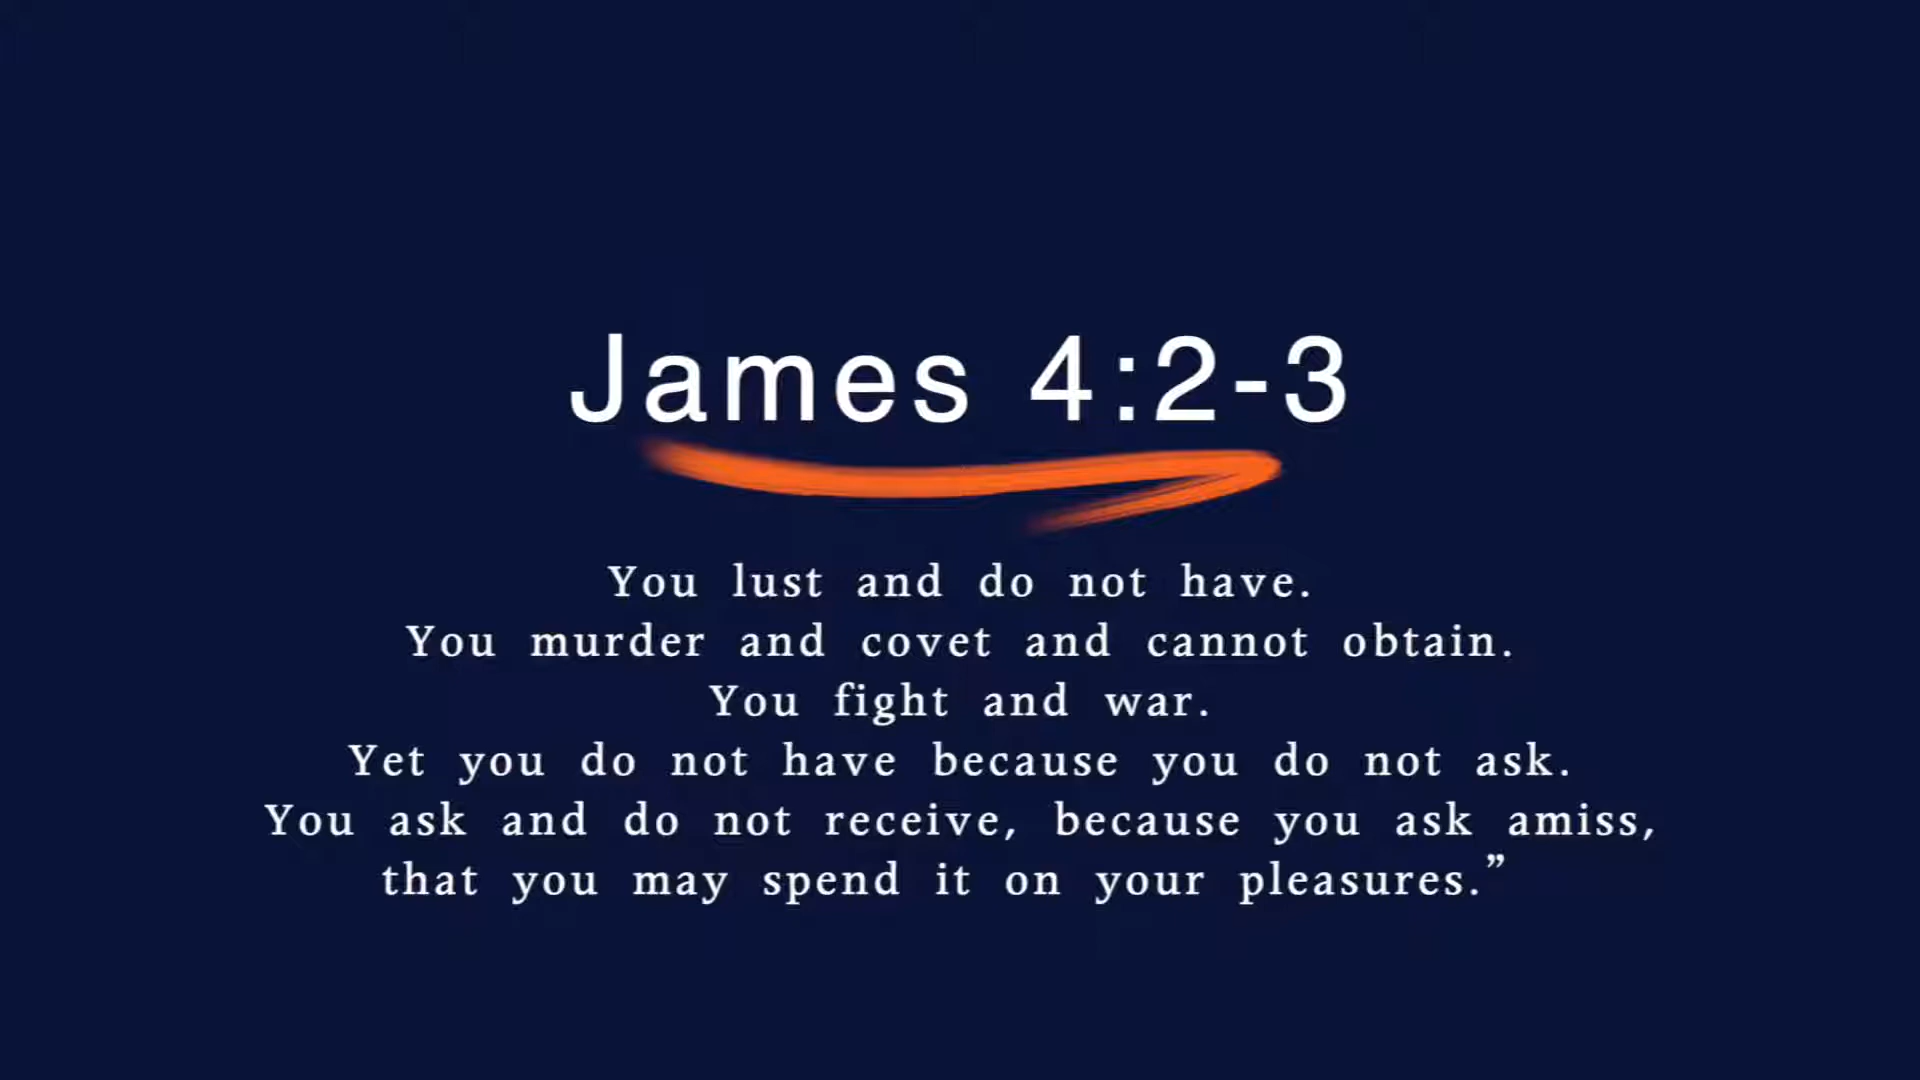 James 4:2-3
You lust and do not have.
You murder and covet and cannot obtain.
You fight and war.
Yet you do not have because you do not ask.
You ask and do not receive, because you ask amiss,
that you may spend it on your pleasures.”